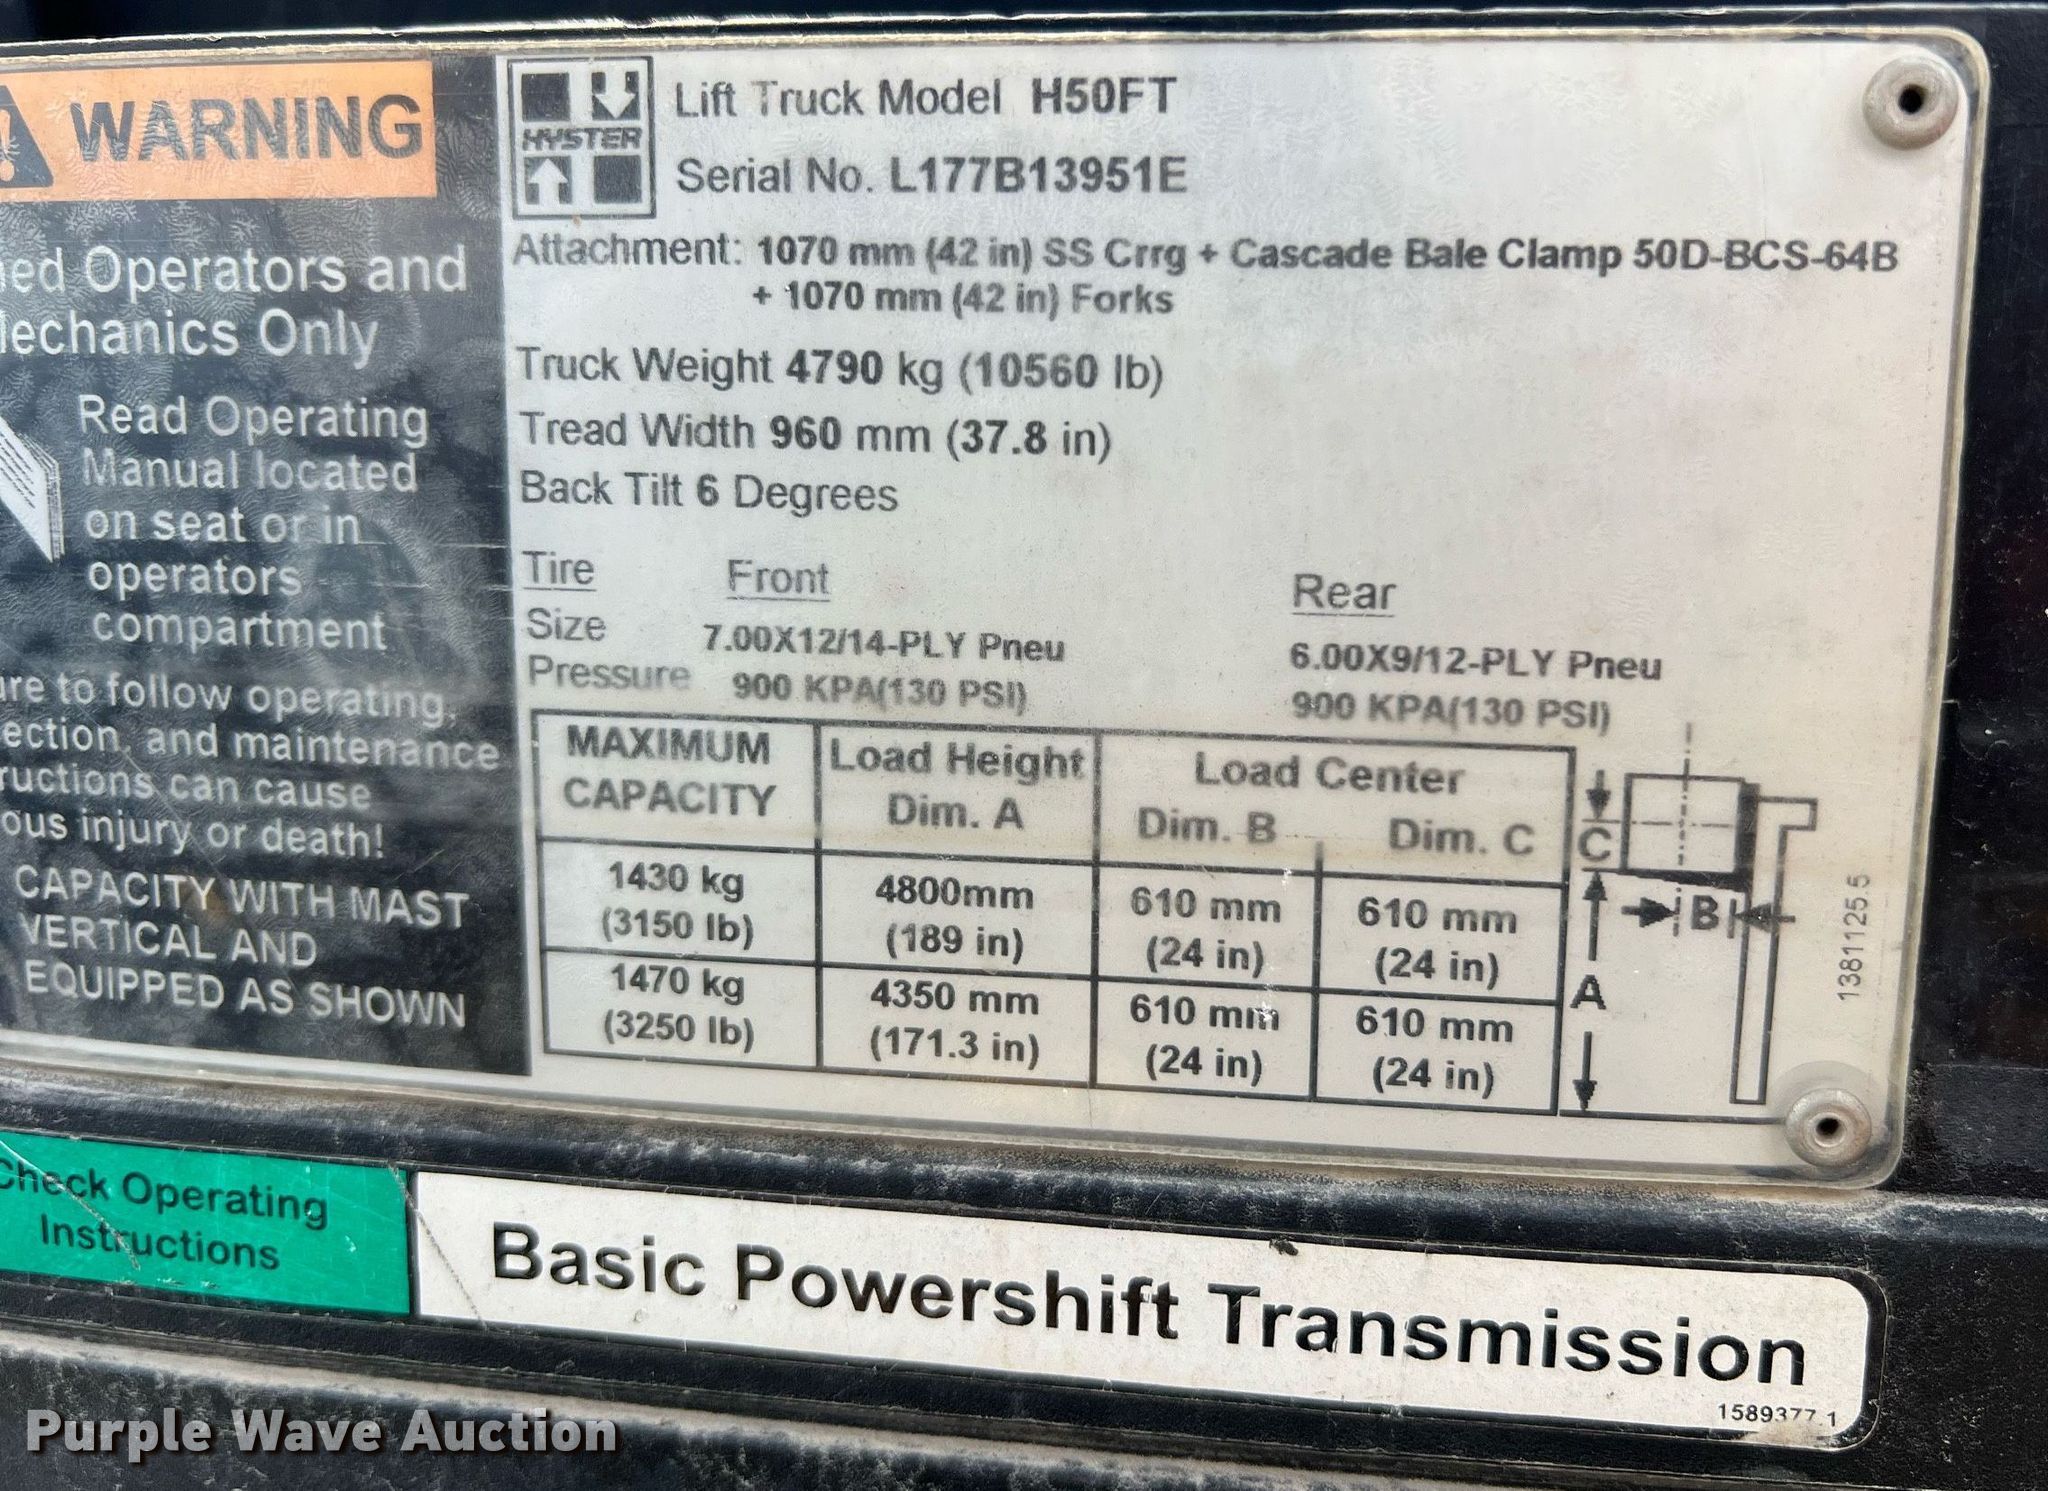 WARNING
Operators and
Mechanics Only
Read Operating
Manual located
on seat or in
operators
compartment
to follow operating,
and maintenance
can cause
injury or death!
CAPACITY WITH MAST
VERTICAL AND
EQUIPPED AS SHOWN
HYSTER
Lift Truck Model H50FT
Serial No. L177B13951E
Attachment: 1070 mm (42 in) SS Crrg + Cascade Bale Clamp 50D-BCS-64B
+ 1070 mm (42 in) Forks
Truck Weight 4790 kg (10560 lb)
Tread Width 960 mm (37.8 in)
Back Tilt 6 Degrees
Tire Front Rear
Size 7.00X12/14-PLY Pneu 6.00X9/12-PLY Pneu
Pressure 900 KPA(130 PSI) 900 KPA(130 PSI)
MAXIMUM Load Height Load Center
CAPACITY Dim. A Dim. B Dim. C
1430 kg 4800mm 610 mm 610 mm
(3150 lb) (189 in) (24 in) (24 in)
1470 kg 4350 mm 610 mm 610 mm
(3250 lb) (171.3 in) (24 in) (24 in)
C
B
A
1381125.5
Check Operating
Instructions
Basic Powershift Transmission
1589377.1
Purple Wave Auction